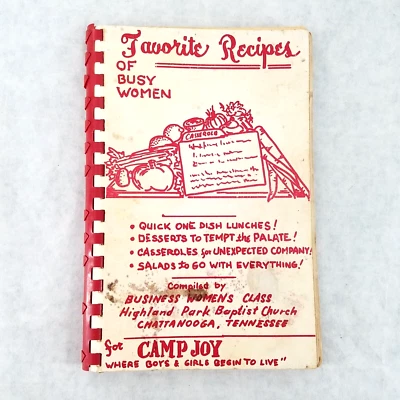 Favorite Recipes
OF
BUSY
WOMEN
CASSEROLE
• QUICK ONE DISH LUNCHES!
• DESSERTS TO TEMPT the PALATE!
• CASSEROLES for UNEXPECTED COMPANY!
• SALADS to GO WITH EVERYTHING!
Compiled by
BUSINESS WOMENS CLASS
Highland Park Baptist Church
CHATTANOOGA, TENNESSEE
for CAMP JOY
WHERE BOYS & GIRLS BEGIN TO LIVE"